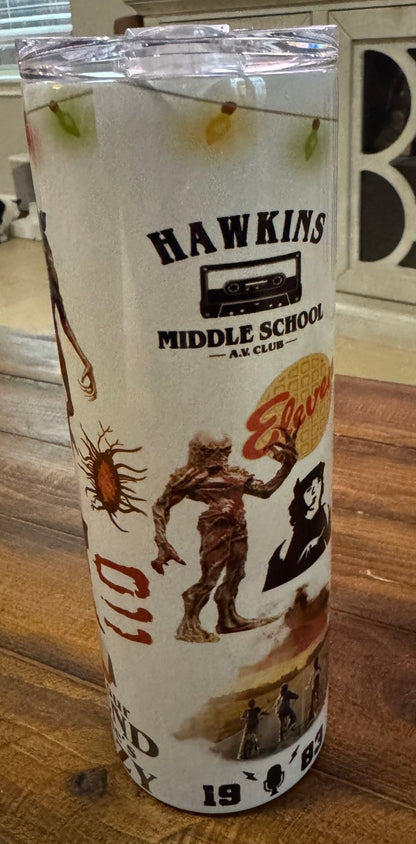 HAWKINS
MIDDLE SCHOOL
A.V. CLUB
Eleven
011
19 83